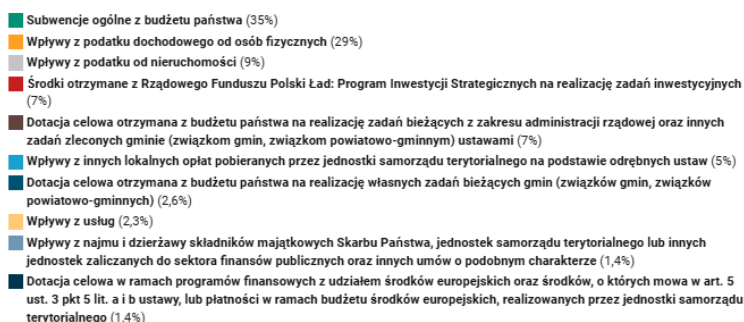 Subwencje ogólne z budżetu państwa (35%)
Wpływy z podatku dochodowego od osób fizycznych (29%)
Wpływy z podatku od nieruchomości (9%)
Środki otrzymane z Rządowego Funduszu Polski Ład: Program Inwestycji Strategicznych na realizację zadań inwestycyjnych
(7%)
Dotacja celowa otrzymana z budżetu państwa na realizację zadań bieżących z zakresu administracji rządowej oraz innych
zadań zleconych gminie (związkom gmin, związkom powiatowo-gminnym) ustawami (7%)
Wpływy z innych lokalnych opłat pobieranych przez jednostki samorządu terytorialnego na podstawie odrębnych ustaw (5%)
Dotacja celowa otrzymana z budżetu państwa na realizację własnych zadań bieżących gmin (związków gmin, związków
powiatowo-gminnych) (2,6%)
Wpływy z usług (2,3%)
Wpływy z najmu i dzierżawy składników majątkowych Skarbu Państwa, jednostek samorządu terytorialnego lub innych
jednostek zaliczanych do sektora finansów publicznych oraz innych umów o podobnym charakterze (1,4%)
Dotacja celowa w ramach programów finansowych z udziałem środków europejskich oraz środków, o których mowa w art. 5
ust. 3 pkt 5 lit. a i b ustawy, lub płatności w ramach budżetu środków europejskich, realizowanych przez jednostki samorządu
terytorialnego (1,4%)